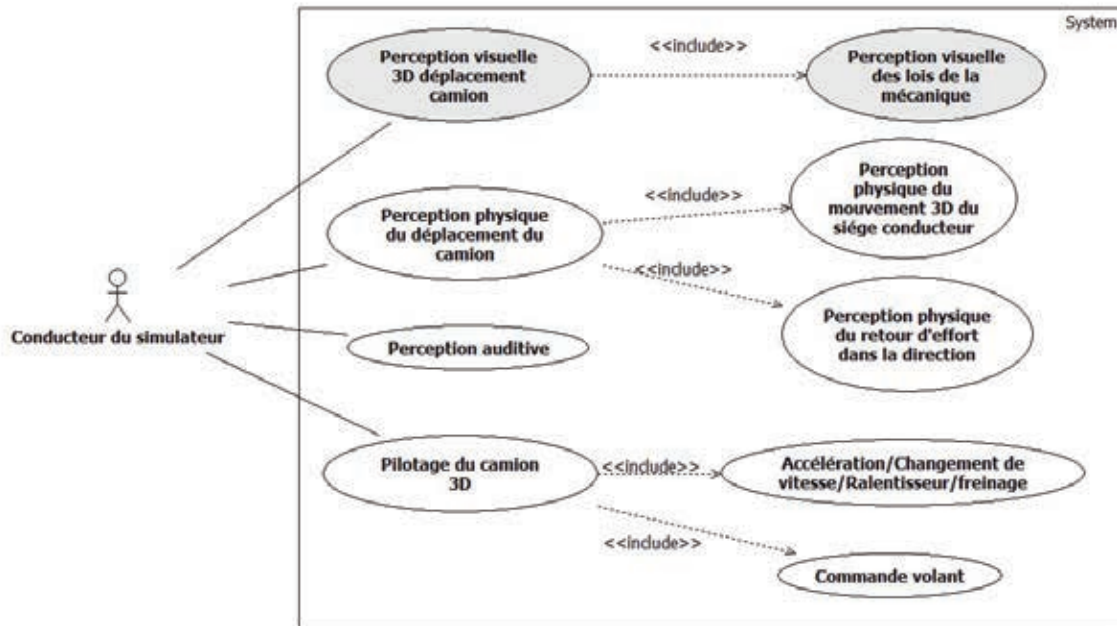 System
Perception visuelle
3D déplacement
camion
<<include>>
Perception visuelle
des lois de la
mécanique
Perception physique
du déplacement du
camion
<<include>>
Perception
physique du
mouvement 3D du
siége conducteur
<<include>>
Perception physique
du retour d'effort
dans la direction
Conducteur du simulateur
Perception auditive
Pilotage du camion
3D
<<include>>
Accélération/Changement de
vitesse/Ralentisseur/freinage
<<include>>
Commande volant